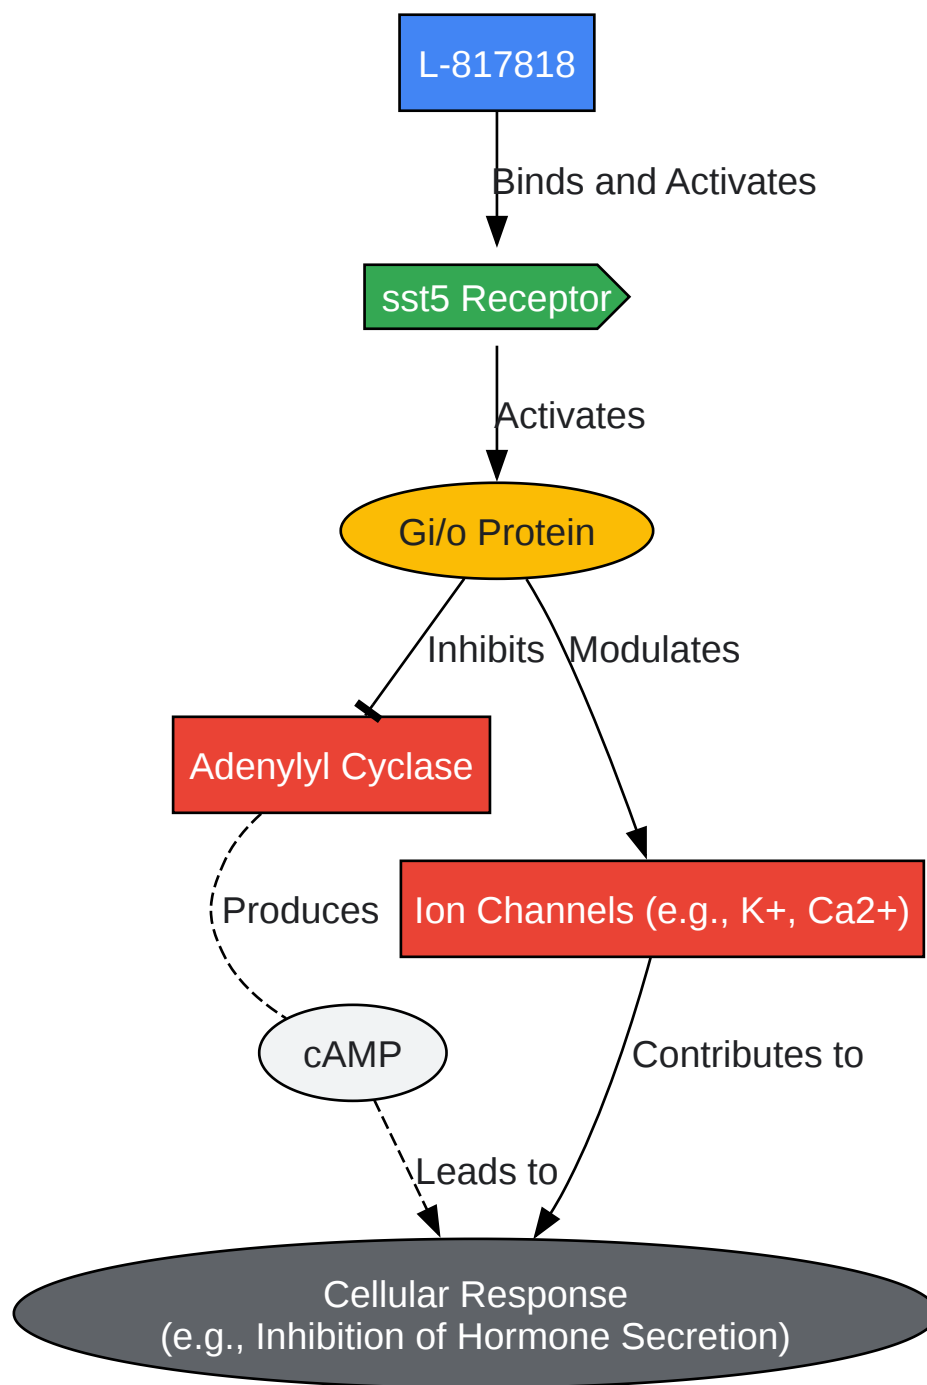 L-817818
Binds and Activates
sst5 Receptor
Activates
Gi/o Protein
Inhibits
Modulates
Adenylyl Cyclase
Produces
Ion Channels (e.g., K+, Ca2+)
cAMP
Contributes to
Leads to
Cellular Response
(e.g., Inhibition of Hormone Secretion)